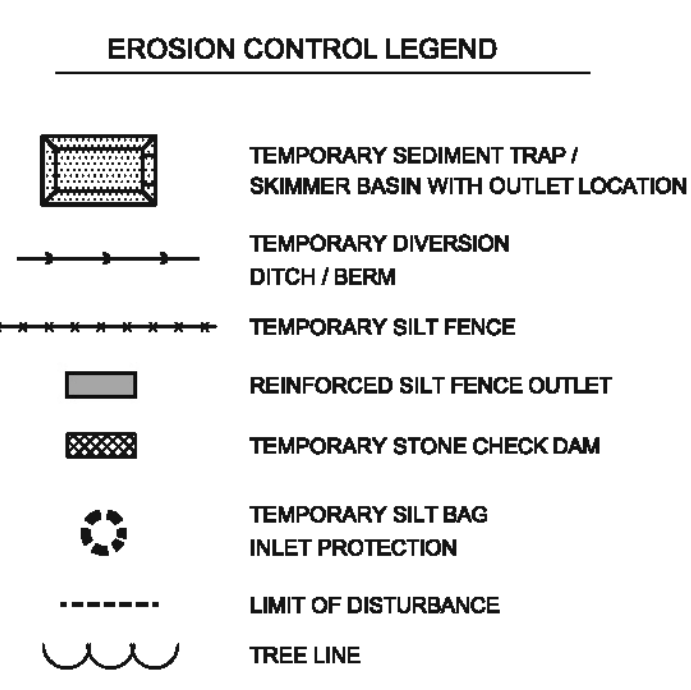 EROSION CONTROL LEGEND
TEMPORARY SEDIMENT TRAP /
SKIMMER BASIN WITH OUTLET LOCATION
TEMPORARY DIVERSION
DITCH / BERM
TEMPORARY SILT FENCE
REINFORCED SILT FENCE OUTLET
TEMPORARY STONE CHECK DAM
TEMPORARY SILT BAG
INLET PROTECTION
LIMIT OF DISTURBANCE
TREE LINE